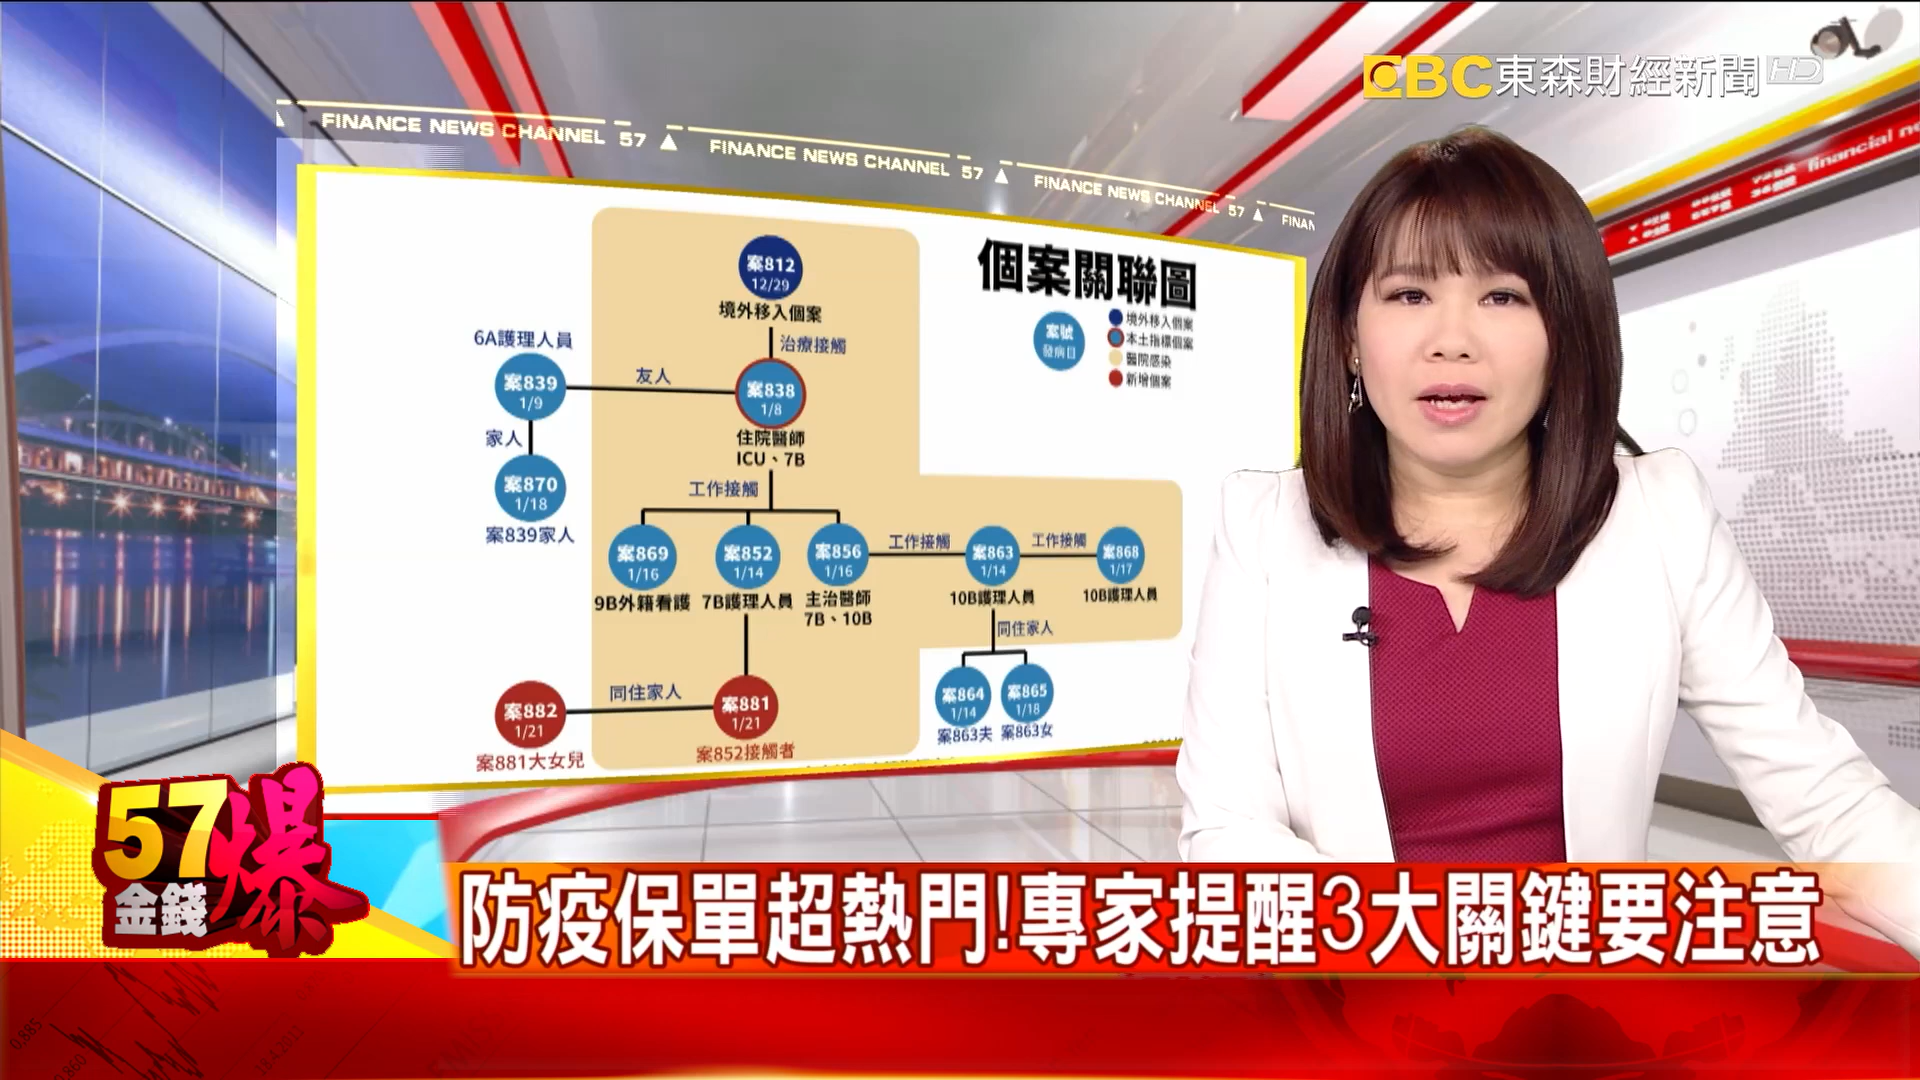 EBC東森財經新聞HD
FINANCE NEWS CHANNEL 57 ▲ FINANCE NEWS CHANNEL 57 ▲ FINANCE NEWS CHANNEL 57 ▲ FINAN
financial
個案關聯圖
案號
發病日
境外移入個案
本土指標個案
醫院感染
新增個案
案812
12/29
境外移入個案
治療接觸
6A護理人員
案839
1/9
友人
案838
1/8
住院醫師
ICU、7B
家人
案870
1/18
案839家人
工作接觸
案869
1/16
9B外籍看護
案852
1/14
7B護理人員
案856
1/16
主治醫師
7B、10B
工作接觸
案863
1/14
10B護理人員
工作接觸
案868
1/17
10B護理人員
同住家人
案864
1/14
案863夫
案865
1/18
案863女
案882
1/21
案881大女兒
同住家人
案881
1/21
案852接觸者
57
金錢
爆
防疫保單超熱門!專家提醒3大關鍵要注意
0.885
0.860